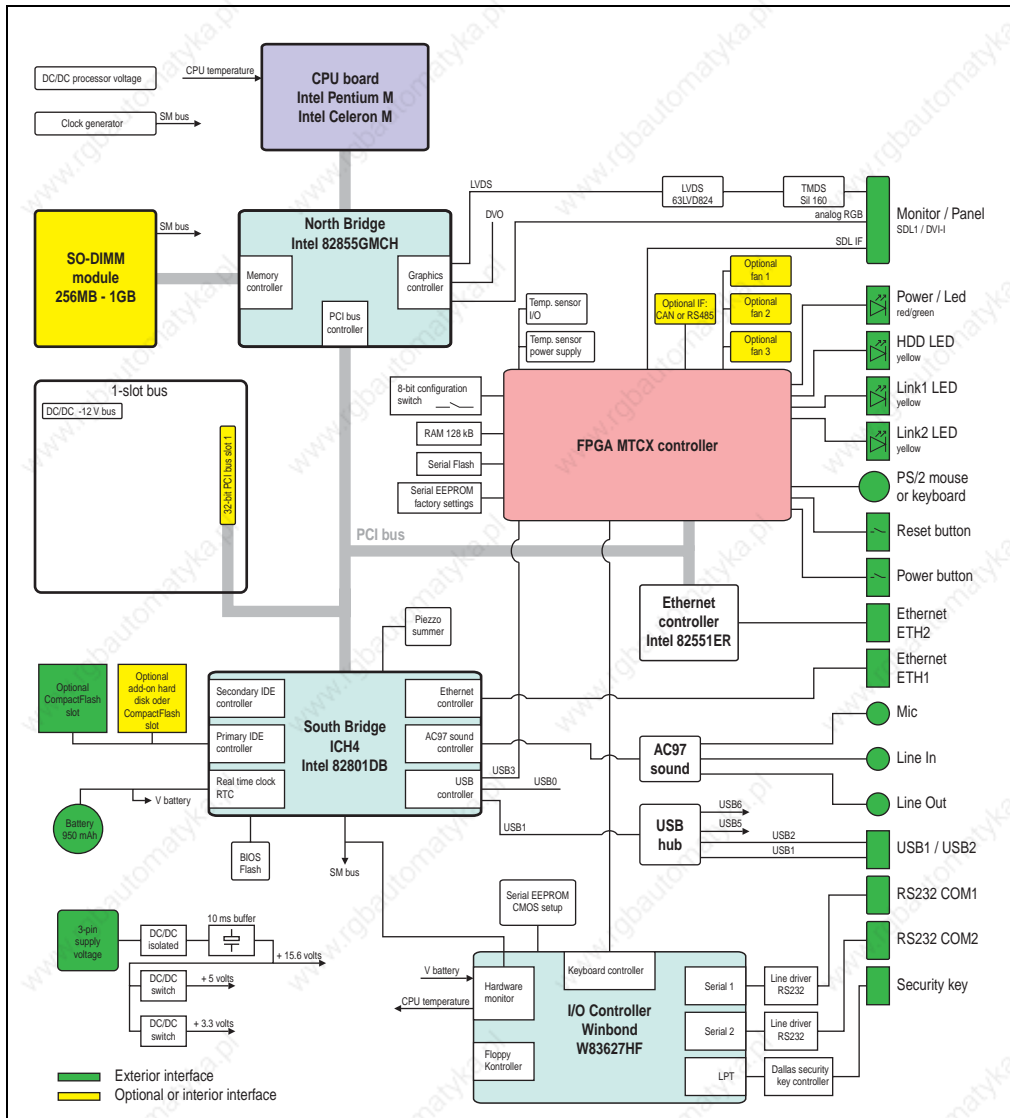 DC/DC processor voltage
CPU temperature
Clock generator
SM bus
CPU board
Intel Pentium M
Intel Celeron M
SO-DIMM
module
256MB - 1GB
SM bus
North Bridge
Intel 82855GMCH
Memory
controller
Graphics
controller
PCI bus
controller
LVDS
DVO
LVDS
63LVD824
TMDS
Sil 160
analog RGB
SDL IF
Monitor / Panel
SDL1 / DVI-I
Temp. sensor
I/O
Temp. sensor
power supply
Optional IF:
CAN or RS485
Optional
fan 1
Optional
fan 2
Optional
fan 3
Power / Led
red/green
HDD LED
yellow
Link1 LED
yellow
Link2 LED
yellow
1-slot bus
DC/DC -12 V bus
32-bit PCI bus slot 1
8-bit configuration
switch
RAM 128 kB
Serial Flash
Serial EEPROM
factory settings
FPGA MTCX controller
PS/2 mouse
or keyboard
Reset button
Power button
PCI bus
Ethernet
controller
Intel 82551ER
Ethernet
ETH2
Ethernet
ETH1
Piezzo
summer
Optional
CompactFlash
slot
Optional
add-on hard
disk oder
CompactFlash
slot
Secondary IDE
controller
Primary IDE
controller
Real time clock
RTC
South Bridge
ICH4
Intel 82801DB
Ethernet
controller
AC97 sound
controller
USB
controller
USB3
USB0
USB1
AC97
sound
Mic
Line In
Line Out
V battery
Battery
950 mAh
BIOS
Flash
SM bus
USB
hub
USB6
USB5
USB2
USB1
USB1 / USB2
Serial EEPROM
CMOS setup
RS232 COM1
RS232 COM2
Security key
3-pin
supply
voltage
DC/DC
isolated
10 ms buffer
+ 15.6 volts
DC/DC
switch
+ 5 volts
DC/DC
switch
+ 3.3 volts
V battery
CPU temperature
Hardware
monitor
Keyboard controller
Floppy
Kontroller
I/O Controller
Winbond
W83627HF
Serial 1
Serial 2
LPT
Line driver
RS232
Line driver
RS232
Dallas security
key controller
Exterior interface
Optional or interior interface
www.rgbautomatyka.pl